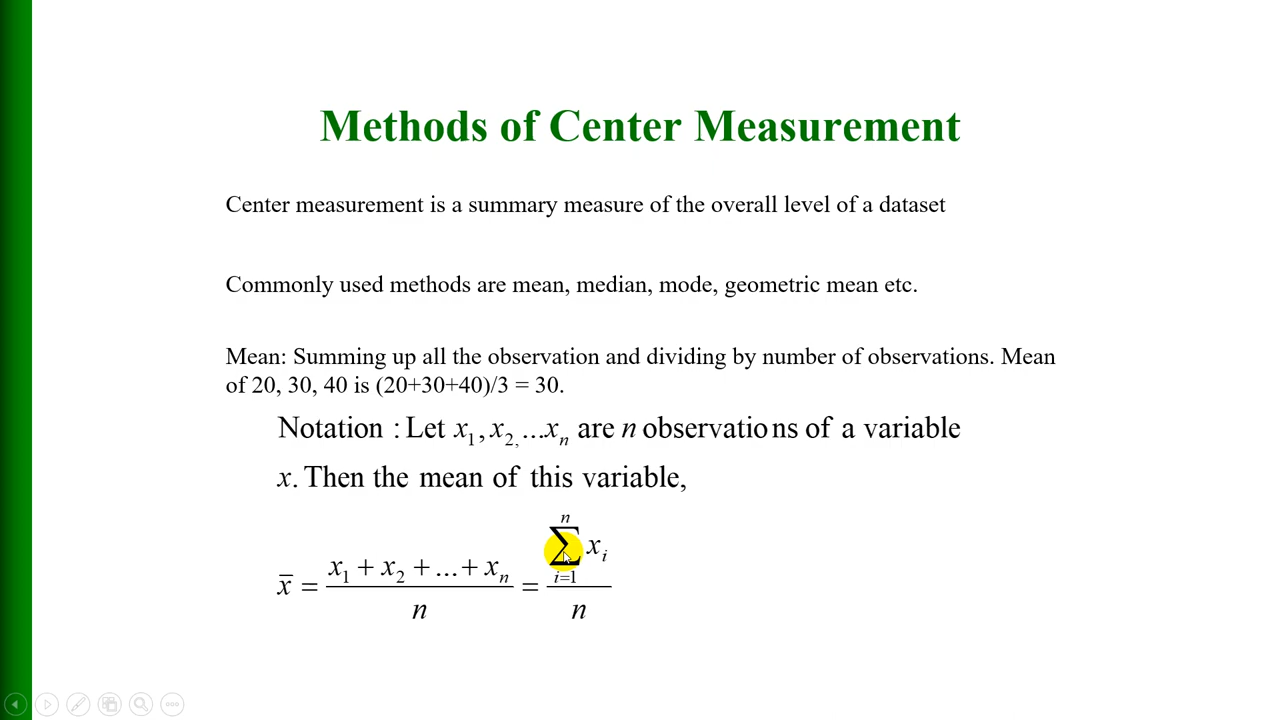 Methods of Center Measurement
Center measurement is a summary measure of the overall level of a dataset
Commonly used methods are mean, median, mode, geometric mean etc.
Mean: Summing up all the observation and dividing by number of observations. Mean
of 20, 30, 40 is (20+30+40)/3 = 30.
Notation : Let x₁, x₂, ...xₙ are n observations of a variable
x. Then the mean of this variable,
x̄ = (x₁ + x₂ + ... + xₙ)/n = (∑ᵢ₌₁ⁿ xᵢ)/n